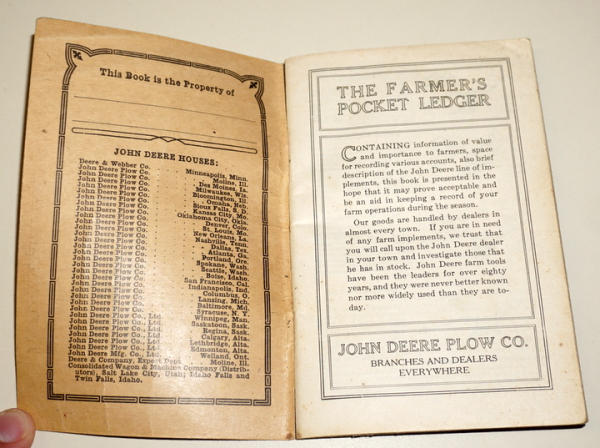 This Book is the Property of
JOHN DEERE HOUSES:
Deere & Webber Co. Minneapolis, Minn.
John Deere Plow Co. Moline, Ill.
John Deere Plow Co. Des Moines, Ia.
John Deere Plow Co. Milwaukee, Wis.
John Deere Plow Co. Bloomington, Ill.
John Deere Plow Co. Omaha, Neb.
John Deere Plow Co. Sioux Falls, S. D.
John Deere Plow Co. Kansas City, Mo.
John Deere Plow Co. Oklahoma City, Ok.
John Deere Plow Co. Denver, Colo.
John Deere Plow Co. St. Louis, Mo.
John Deere Plow Co. New Orleans, La.
John Deere Plow Co. Nashville, Tenn.
John Deere Plow Co. Dallas,
John Deere Plow Co. Atlanta, Ga.
John Deere Plow Co. Portland, Ore.
John Deere Plow Co. Spokane, Wash.
John Deere Plow Co. Seattle, Wash.
John Deere Plow Co. Boise, Idaho.
John Deere Plow Co. San Francisco, Cal.
John Deere Plow Co. Indianapolis, Ind.
John Deere Plow Co. Columbus, O.
John Deere Plow Co. Lansing, Mich.
John Deere Plow Co. Baltimore, Md.
John Deere Plow Co. Syracuse, N. Y.
John Deere Plow Co., Ltd. Winnipeg, Man.
John Deere Plow Co., Ltd. Saskatoon, Sask.
John Deere Plow Co., Ltd. Regina, Sask.
John Deere Plow Co., Ltd. Calgary, Alta.
John Deere Plow Co., Ltd. Lethbridge, Alta.
John Deere Plow Co., Ltd. Edmonton, Alta.
John Deere Mfg. Co., Ltd. Welland, Ont.
Deere & Company, Export Dept. Moline, Ill.
Consolidated Wagon & Machine Company (Distribu-
tors), Salt Lake City, Utah; Idaho Falls and
Twin Falls, Idaho.
THE FARMER'S
POCKET LEDGER
CONTAINING information of value
and importance to farmers, space
for recording various accounts, also brief
description of the John Deere line of im-
plements, this book is presented in the
hope that it may prove acceptable and
be an aid in keeping a record of your
farm operations during the season.
Our goods are handled by dealers in
almost every town. If you are in need
of any farm implements, we trust that
you will call upon the John Deere dealer
in your town and investigate those that
he has in stock. John Deere farm tools
have been the leaders for over eighty
years, and they were never better known
nor more widely used than they are to-
day.
JOHN DEERE PLOW CO.
BRANCHES AND DEALERS
EVERYWHERE